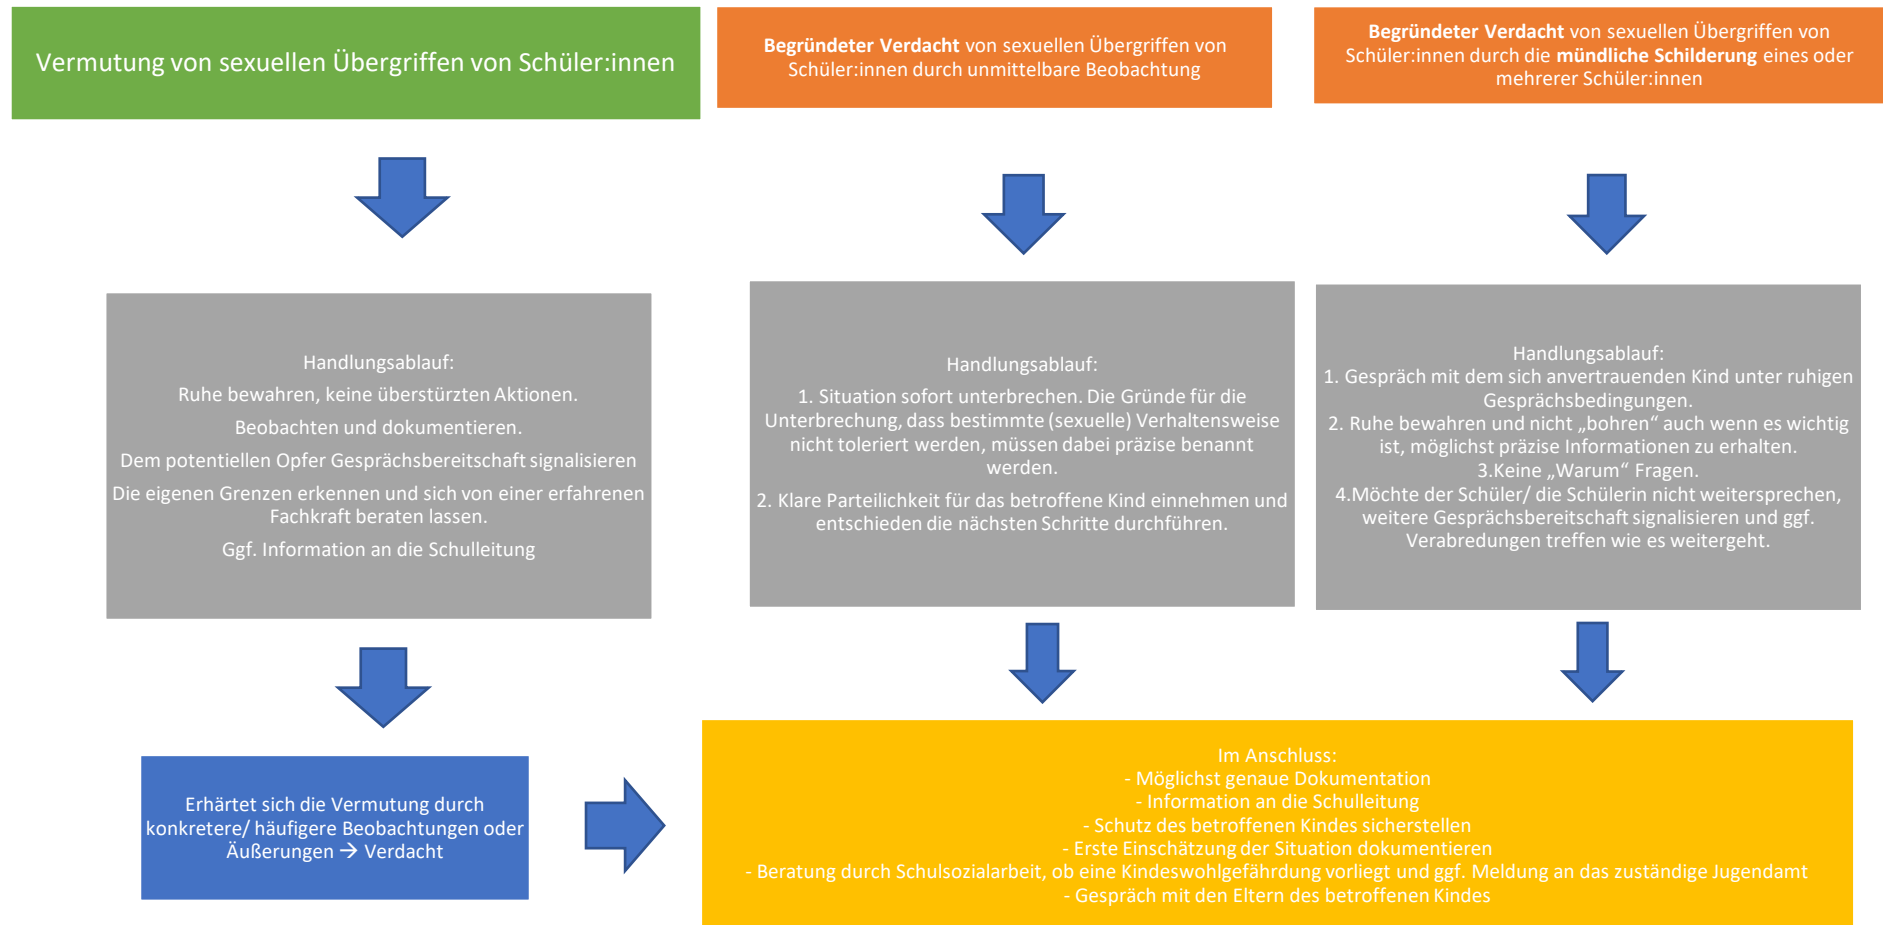 Vermutung von sexuellen Übergriffen von Schüler:innen
Begründeter Verdacht von sexuellen Übergriffen von
Schüler:innen durch unmittelbare Beobachtung
Begründeter Verdacht von sexuellen Übergriffen von
Schüler:innen durch die mündliche Schilderung eines oder
mehrerer Schüler:innen
Handlungsablauf:
Ruhe bewahren, keine überstürzten Aktionen.
Beobachten und dokumentieren.
Dem potentiellen Opfer Gesprächsbereitschaft signalisieren
Die eigenen Grenzen erkennen und sich von einer erfahrenen
Fachkraft beraten lassen.
Ggf. Information an die Schulleitung
Handlungsablauf:
1. Situation sofort unterbrechen. Die Gründe für die
Unterbrechung, dass bestimmte (sexuelle) Verhaltensweise
nicht toleriert werden, müssen dabei präzise benannt
werden.
2. Klare Parteilichkeit für das betroffene Kind einnehmen und
entschieden die nächsten Schritte durchführen.
Handlungsablauf:
1. Gespräch mit dem sich anvertrauenden Kind unter ruhigen
Gesprächsbedingungen.
2. Ruhe bewahren und nicht „bohren“ auch wenn es wichtig
ist, möglichst präzise Informationen zu erhalten.
3.Keine „Warum“ Fragen.
4.Möchte der Schüler/ die Schülerin nicht weitersprechen,
weitere Gesprächsbereitschaft signalisieren und ggf.
Verabredungen treffen wie es weitergeht.
Erhärtet sich die Vermutung durch
konkretere/ häufigere Beobachtungen oder
Äußerungen → Verdacht
Im Anschluss:
- Möglichst genaue Dokumentation
- Information an die Schulleitung
- Schutz des betroffenen Kindes sicherstellen
- Erste Einschätzung der Situation dokumentieren
- Beratung durch Schulsozialarbeit, ob eine Kindeswohlgefährdung vorliegt und ggf. Meldung an das zuständige Jugendamt
- Gespräch mit den Eltern des betroffenen Kindes